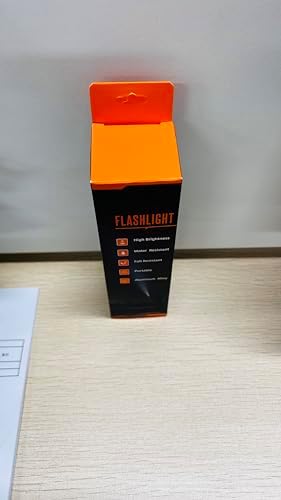 FLASHLIGHT
High Brightness
Water Resistant
Fall Resistant
Portable
Aluminum Alloy